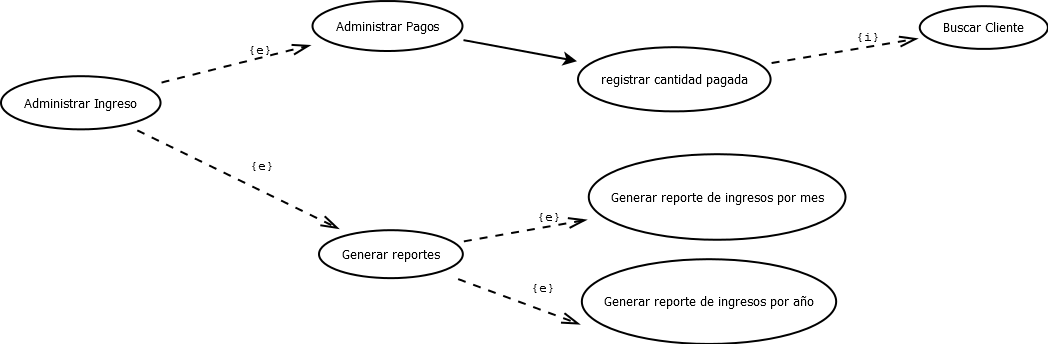 Administrar Pagos
Buscar Cliente
{i}
{e}
registrar cantidad pagada
Administrar Ingreso
{e}
Generar reporte de ingresos por mes
{e}
Generar reportes
{e}
Generar reporte de ingresos por año